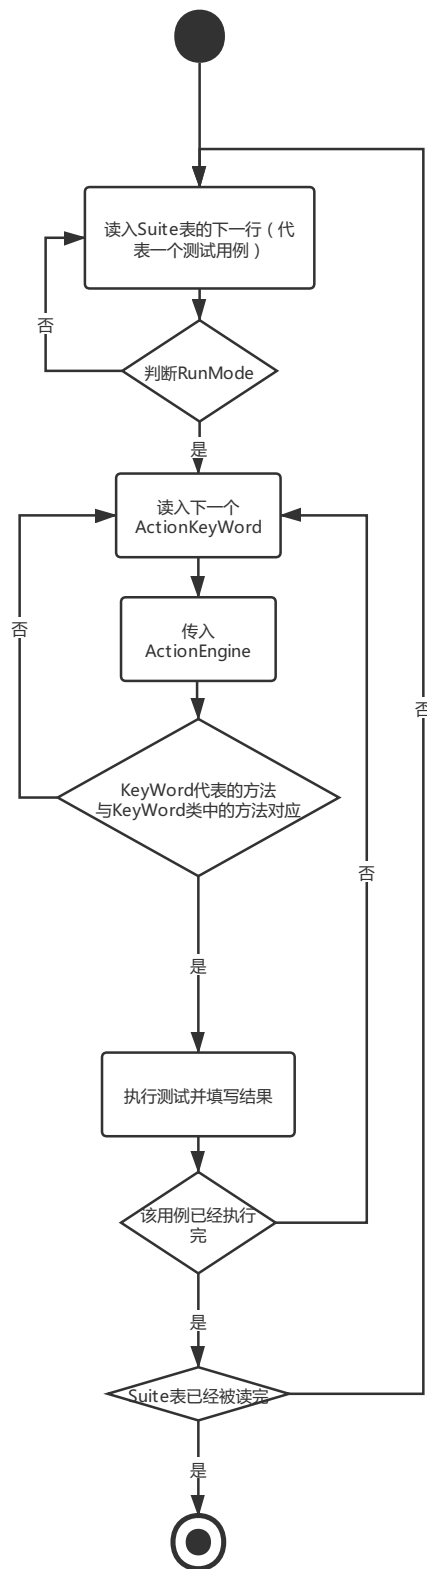 读入Suite表的下一行（代
表一个测试用例）
否
判断RunMode
是
读入下一个
ActionKeyWord
否
传入
ActionEngine
否
KeyWord代表的方法
与KeyWord类中的方法对应
否
是
执行测试并填写结果
该用例已经执行
完
是
Suite表已经被读完
是